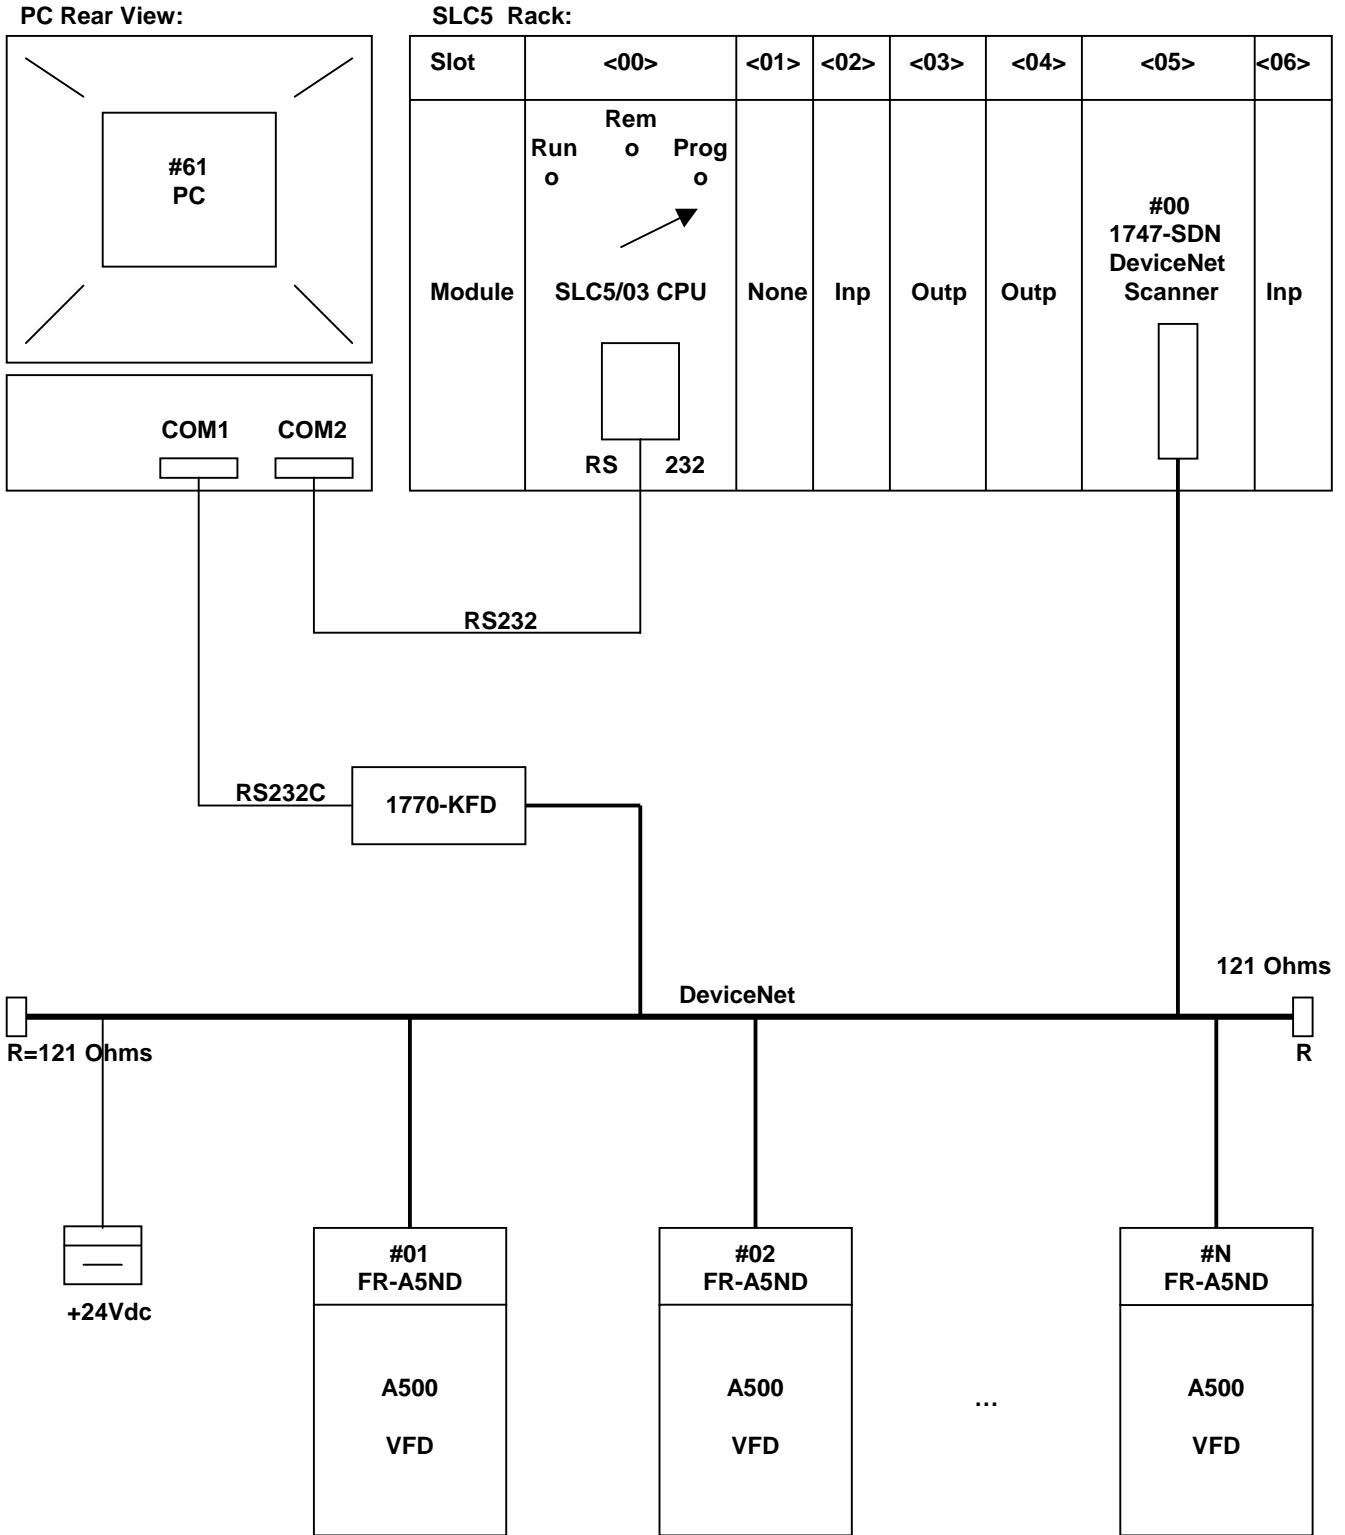 PC Rear View:
SLC5 Rack:
Slot <00> <01> <02> <03> <04> <05> <06>
Rem
Run o Prog
o o
#61
PC
#00
1747-SDN
DeviceNet
Module SLC5/03 CPU None Inp Outp Outp Scanner Inp
COM1 COM2
RS 232
RS232
RS232C
1770-KFD
121 Ohms
DeviceNet
R=121 Ohms
R
+24Vdc
#01
FR-A5ND
A500
VFD
#02
FR-A5ND
A500
VFD
...
#N
FR-A5ND
A500
VFD